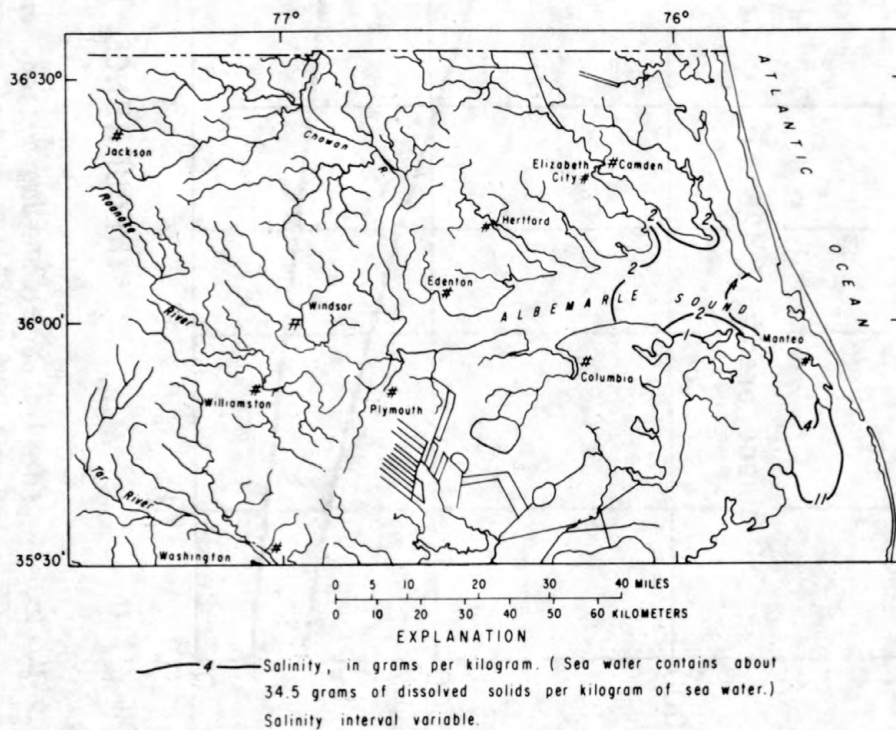 77° 76°
36°30'
ATLANTIC
OCEAN
Jackson
Chowan R.
Elizabeth City
Camden
Roanoke
River
Hertford
2
2
2
Edenton
4
36°00'
Windsor
ALBEMARLE SOUND
2
1
Manteo
Williamston
Plymouth
Columbia
4
Tar
River
11
35°30'
Washington
0 5 10 20 30 40 MILES
0 10 20 30 40 50 60 KILOMETERS
EXPLANATION
4 Salinity, in grams per kilogram. (Sea water contains about
34.5 grams of dissolved solids per kilogram of sea water.)
Salinity interval variable.